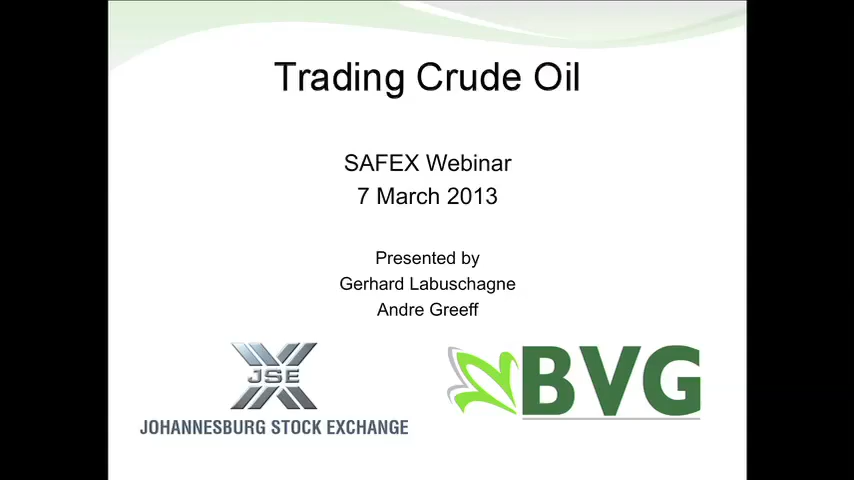 Trading Crude Oil
SAFEX Webinar
7 March 2013
Presented by
Gerhard Labuschagne
Andre Greeff
JSE
JOHANNESBURG STOCK EXCHANGE
BVG